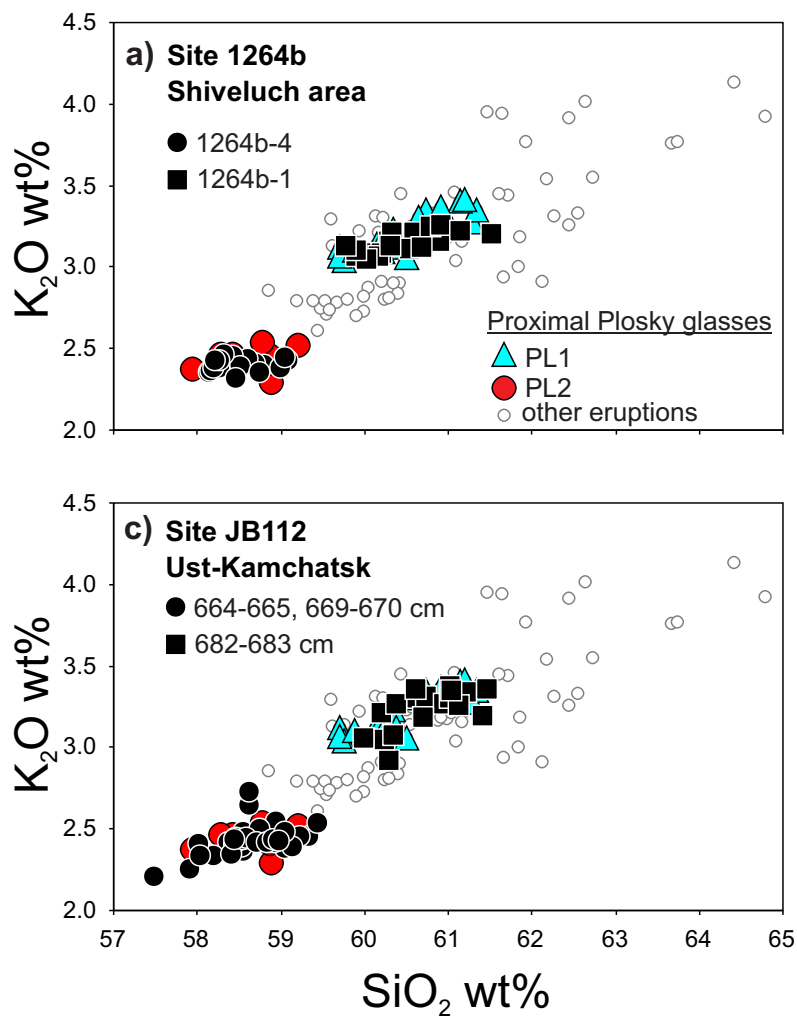 a) Site 1264b
Shiveluch area
1264b-4
1264b-1
Proximal Plosky glasses
PL1
PL2
other eruptions
K₂O wt%
4.5
4.0
3.5
3.0
2.5
2.0
c) Site JB112
Ust-Kamchatsk
664-665, 669-670 cm
682-683 cm
K₂O wt%
4.5
4.0
3.5
3.0
2.5
2.0
57 58 59 60 61 62 63 64 65
SiO₂ wt%